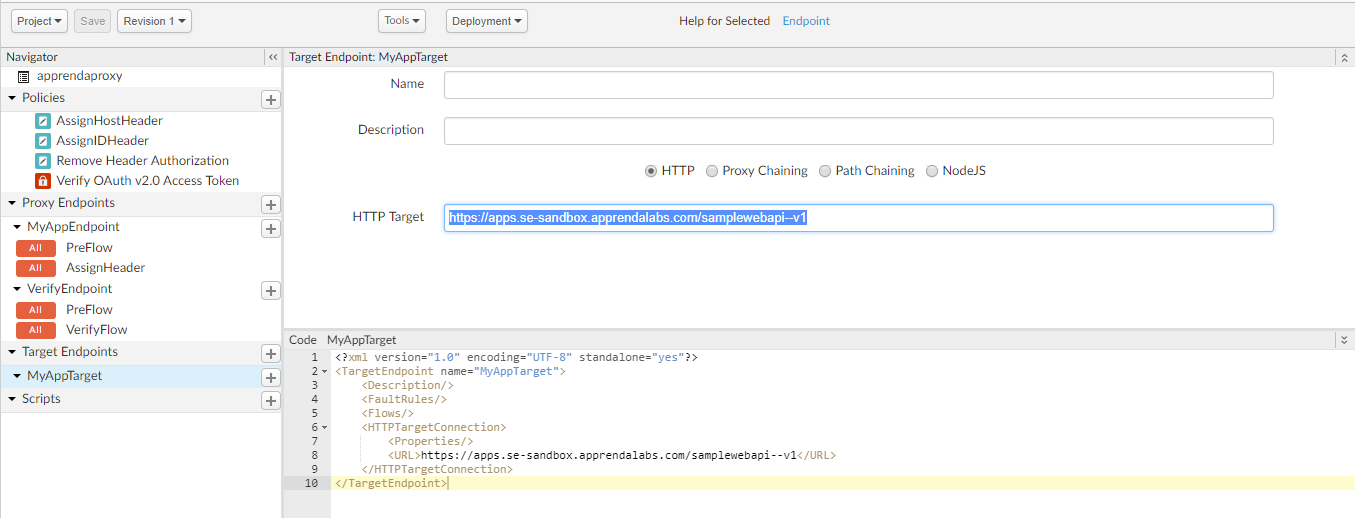 Project Save Revision 1 Tools Deployment Help for Selected Endpoint
Navigator
apprendaproxy
Policies
AssignHostHeader
AssignIDHeader
Remove Header Authorization
Verify OAuth v2.0 Access Token
Proxy Endpoints
MyAppEndpoint
All PreFlow
All AssignHeader
VerifyEndpoint
All PreFlow
All VerifyFlow
Target Endpoints
MyAppTarget
Scripts
Target Endpoint: MyAppTarget
Name
Description
HTTP Proxy Chaining Path Chaining NodeJS
HTTP Target https://apps.se-sandbox.apprendalabs.com/samplewebapi--v1
Code MyAppTarget
1 <?xml version="1.0" encoding="UTF-8" standalone="yes"?>
2 <TargetEndpoint name="MyAppTarget">
3 <Description/>
4 <FaultRules/>
5 <Flows/>
6 <HTTPTargetConnection>
7 <Properties/>
8 <URL>https://apps.se-sandbox.apprendalabs.com/samplewebapi--v1</URL>
9 </HTTPTargetConnection>
10 </TargetEndpoint>